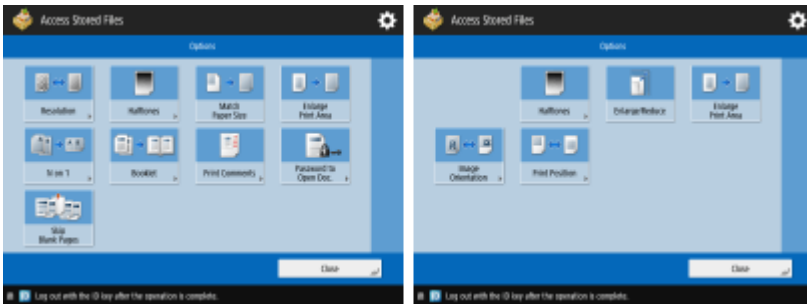 Access Stored Files
Options
Resolution
Halftones
Match
Paper Size
Enlarge
Print Area
N on 1
Booklet
Print Comments
Password to
Open Doc.
Skip
Blank Pages
Close
Log out with the ID key after the operation is complete.
Access Stored Files
Options
Halftones
Enlarge/Reduce
Enlarge
Print Area
Image
Orientation
Print Position
Close
Log out with the ID key after the operation is complete.